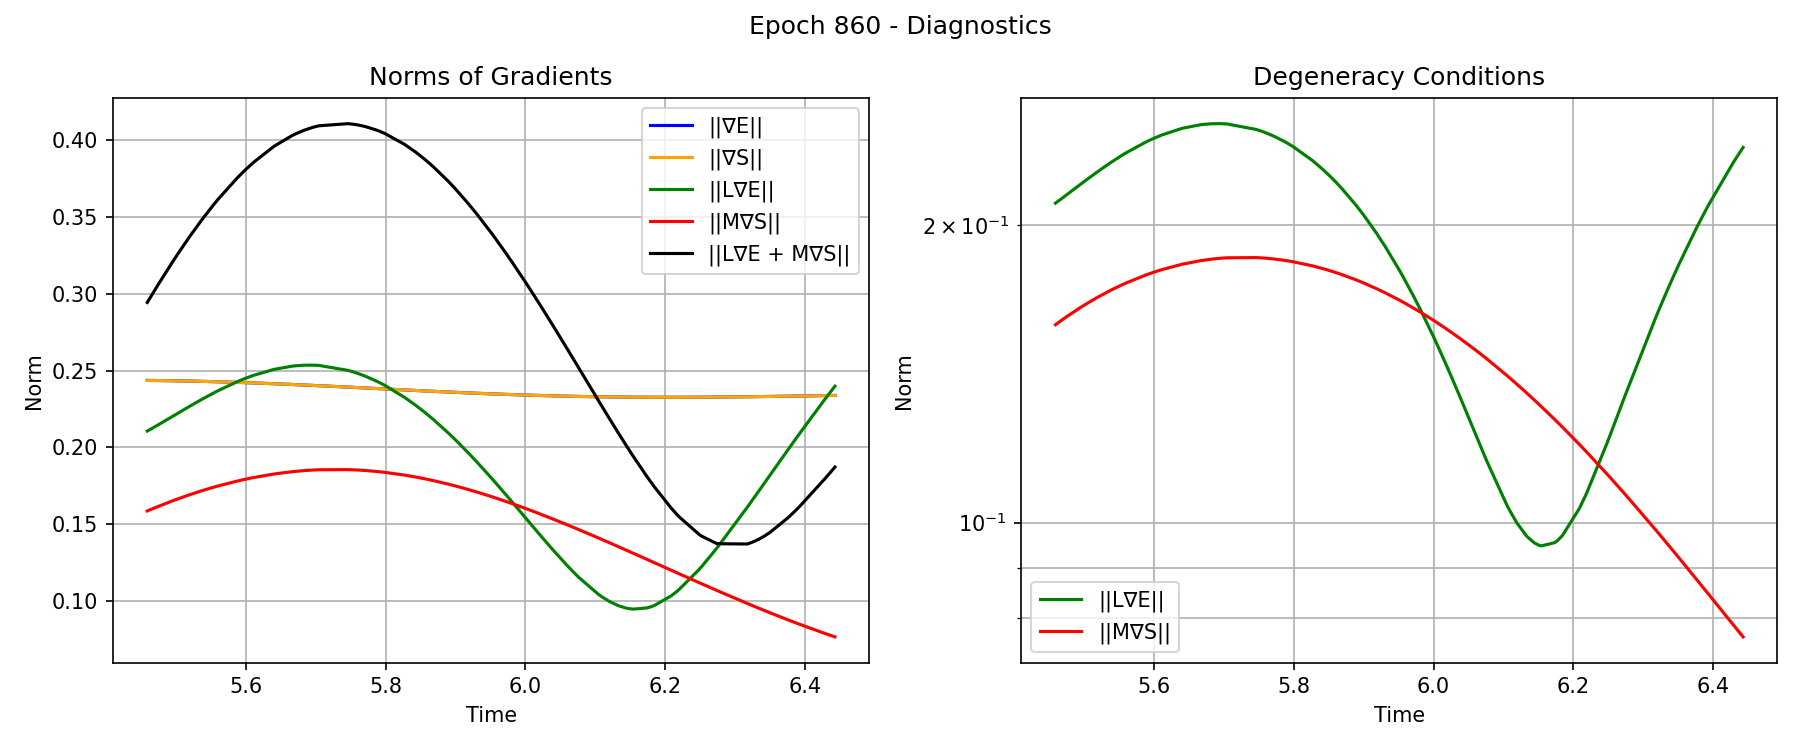 Epoch 860 - Diagnostics
Norms of Gradients
Norm
0.40
0.35
0.30
0.25
0.20
0.15
0.10
5.6
5.8
6.0
6.2
6.4
Time
||∇E||
||∇S||
||L∇E||
||M∇S||
||L∇E + M∇S||
Degeneracy Conditions
Norm
2 × 10⁻¹
10⁻¹
5.6
5.8
6.0
6.2
6.4
Time
||L∇E||
||M∇S||